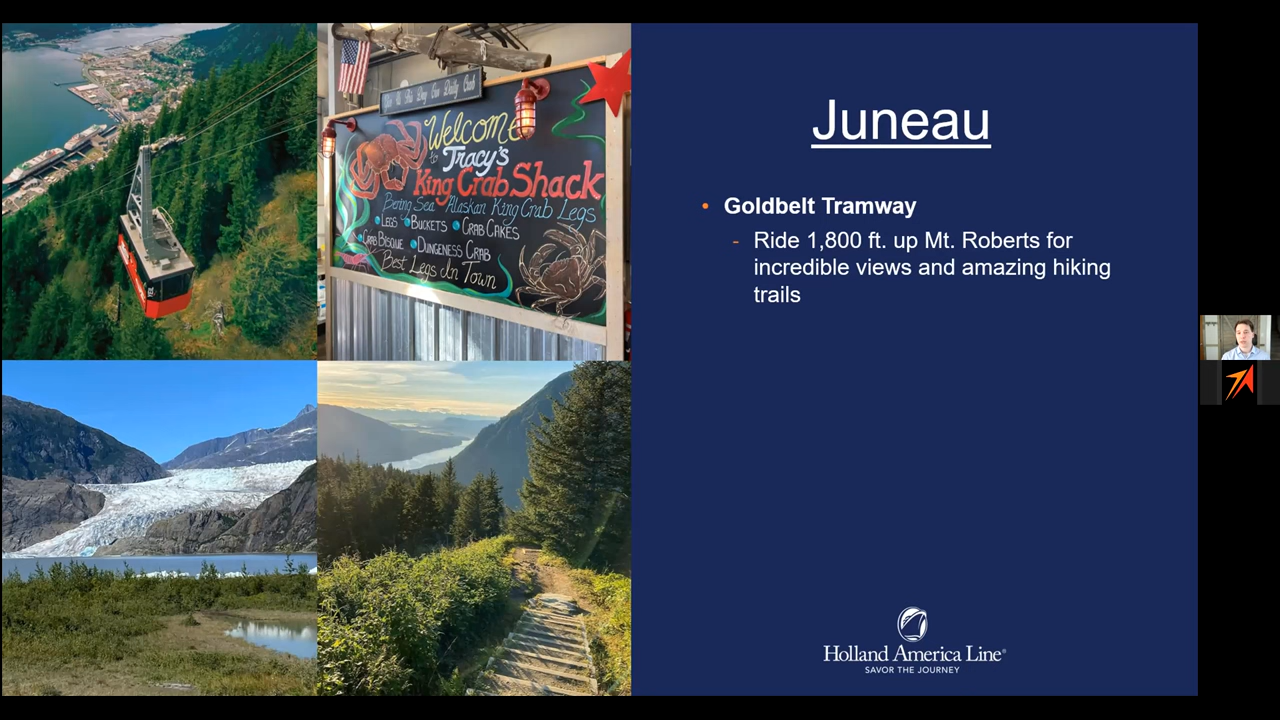 Welcome
to Tracy's
King Crab Shack
Bering Sea Alaskan King Crab Legs
LEGS BUCKETS CRAB CAKES
CRAB BISQUE DUNGENESS CRAB
Best Legs In Town
Juneau
• Goldbelt Tramway
- Ride 1,800 ft. up Mt. Roberts for
incredible views and amazing hiking
trails
Holland America Line®
SAVOR THE JOURNEY